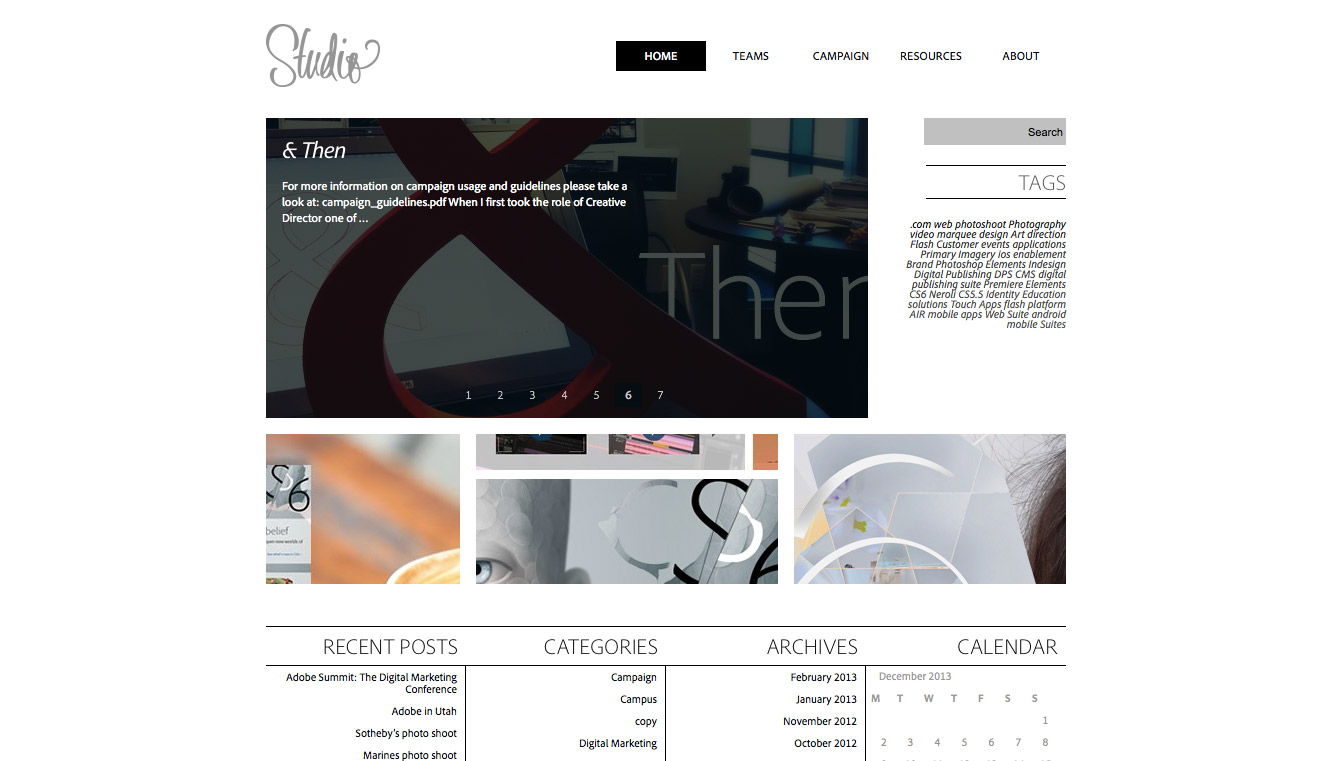 Studio
HOME TEAMS CAMPAIGN RESOURCES ABOUT
& Then
For more information on campaign usage and guidelines please take a
look at: campaign_guidelines.pdf When I first took the role of Creative
Director one of ...
Then
1 2 3 4 5 6 7
Search
TAGS
.com web photoshoot Photography
video marquee design Art direction
Flash Customer events applications
Primary Imagery ios enablement
Brand Photoshop Elements Indesign
Digital Publishing DPS CMS digital
publishing suite Premiere Elements
CS6 Neroli CS5.5 Identity Education
solutions Touch Apps flash platform
AIR mobile apps Web Suite android
mobile Suites
S6
belief
S6
RECENT POSTS
Adobe Summit: The Digital Marketing
Conference
Adobe in Utah
Sotheby's photo shoot
Marines photo shoot
CATEGORIES
Campaign
Campus
copy
Digital Marketing
ARCHIVES
February 2013
January 2013
November 2012
October 2012
CALENDAR
December 2013
M T W T F S S
1
2 3 4 5 6 7 8